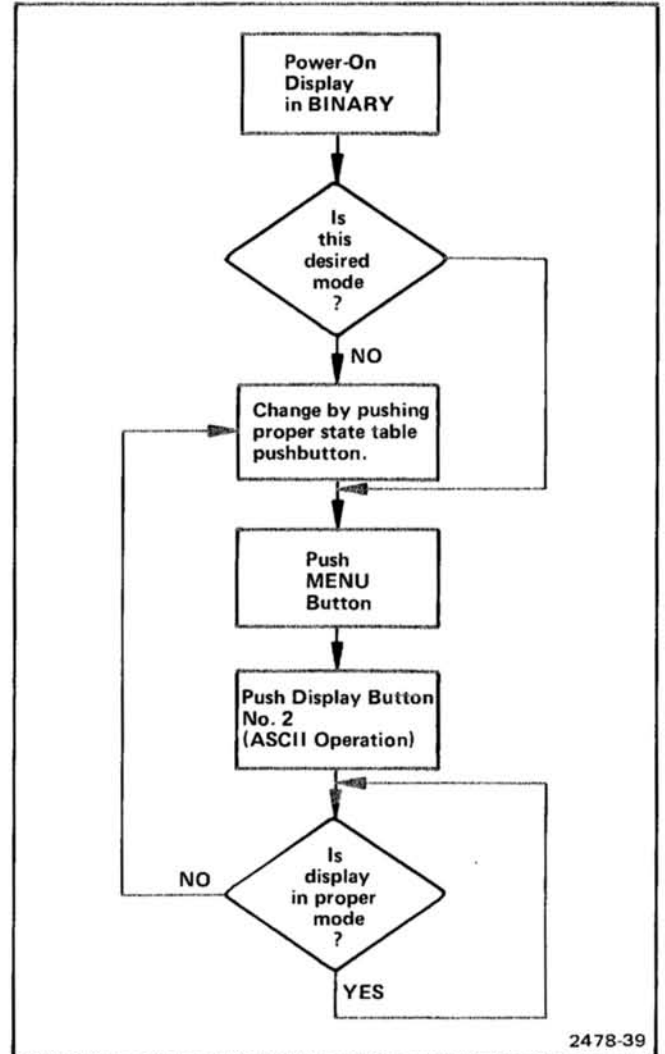 Power-On
Display
in BINARY
Is
this
desired
mode
?
NO
Change by pushing
proper state table
pushbutton.
Push
MENU
Button
Push Display Button
No. 2
(ASCII Operation)
Is
display
in proper
mode
?
NO
YES
2478-39